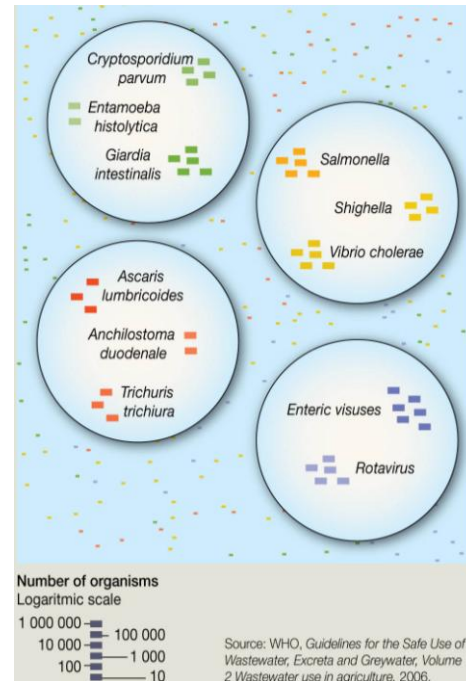 Cryptosporidium
parvum
Entamoeba
histolytica
Giardia
intestinalis
Salmonella
Shighella
Vibrio cholerae
Ascaris
lumbricoides
Anchilostoma
duodenale
Trichuris
trichiura
Enteric visuses
Rotavirus
Number of organisms
Logaritmic scale
1 000 000
100 000
10 000
1 000
100
10
Source: WHO, Guidelines for the Safe Use of
Wastewater, Excreta and Greywater, Volume
2 Wastewater use in agriculture, 2006.